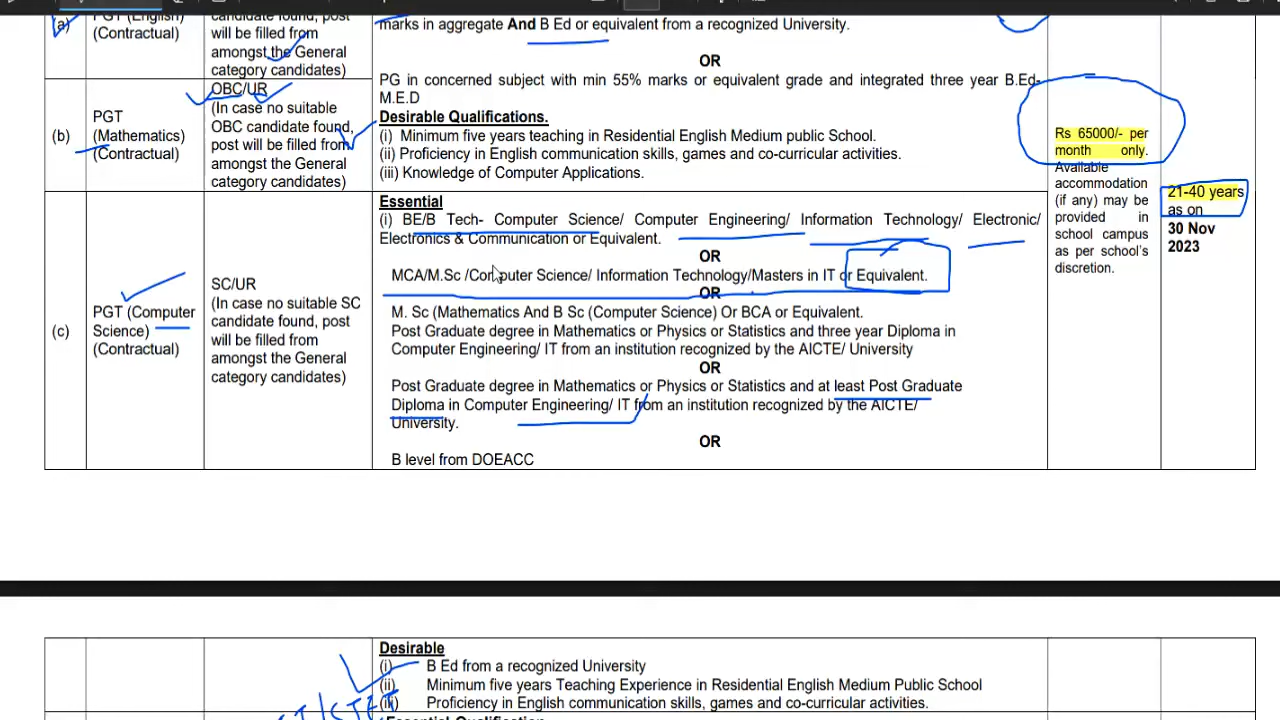 (a)
PGT (English)
(Contractual)
candidate found, post
will be filled from
amongst the General
category candidates)
marks in aggregate And B Ed or equivalent from a recognized University.
OR
PG in concerned subject with min 55% marks or equivalent grade and integrated three year B.Ed-
M.E.D
(b)
PGT
(Mathematics)
(Contractual)
OBC/UR
(In case no suitable
OBC candidate found,
post will be filled from
amongst the General
category candidates)
Desirable Qualifications.
(i) Minimum five years teaching in Residential English Medium public School.
(ii) Proficiency in English communication skills, games and co-curricular activities.
(iii) Knowledge of Computer Applications.
Rs 65000/- per
month only.
Available
accommodation
(if any) may be
provided in
school campus
as per school's
discretion.
21-40 years
as on
30 Nov
2023
(c)
PGT (Computer
Science)
(Contractual)
SC/UR
(In case no suitable SC
candidate found, post
will be filled from
amongst the General
category candidates)
Essential
(i) BE/B Tech- Computer Science/ Computer Engineering/ Information Technology/ Electronic/
Electronics & Communication or Equivalent.
OR
MCA/M.Sc /Computer Science/ Information Technology/Masters in IT or Equivalent.
OR
M. Sc (Mathematics And B Sc (Computer Science) Or BCA or Equivalent.
Post Graduate degree in Mathematics or Physics or Statistics and three year Diploma in
Computer Engineering/ IT from an institution recognized by the AICTE/ University
OR
Post Graduate degree in Mathematics or Physics or Statistics and at least Post Graduate
Diploma in Computer Engineering/ IT from an institution recognized by the AICTE/
University.
OR
B level from DOEACC
Desirable
(i) B Ed from a recognized University
(ii) Minimum five years Teaching Experience in Residential English Medium Public School
(iii) Proficiency in English communication skills, games and co-curricular activities.
Essential Qualification